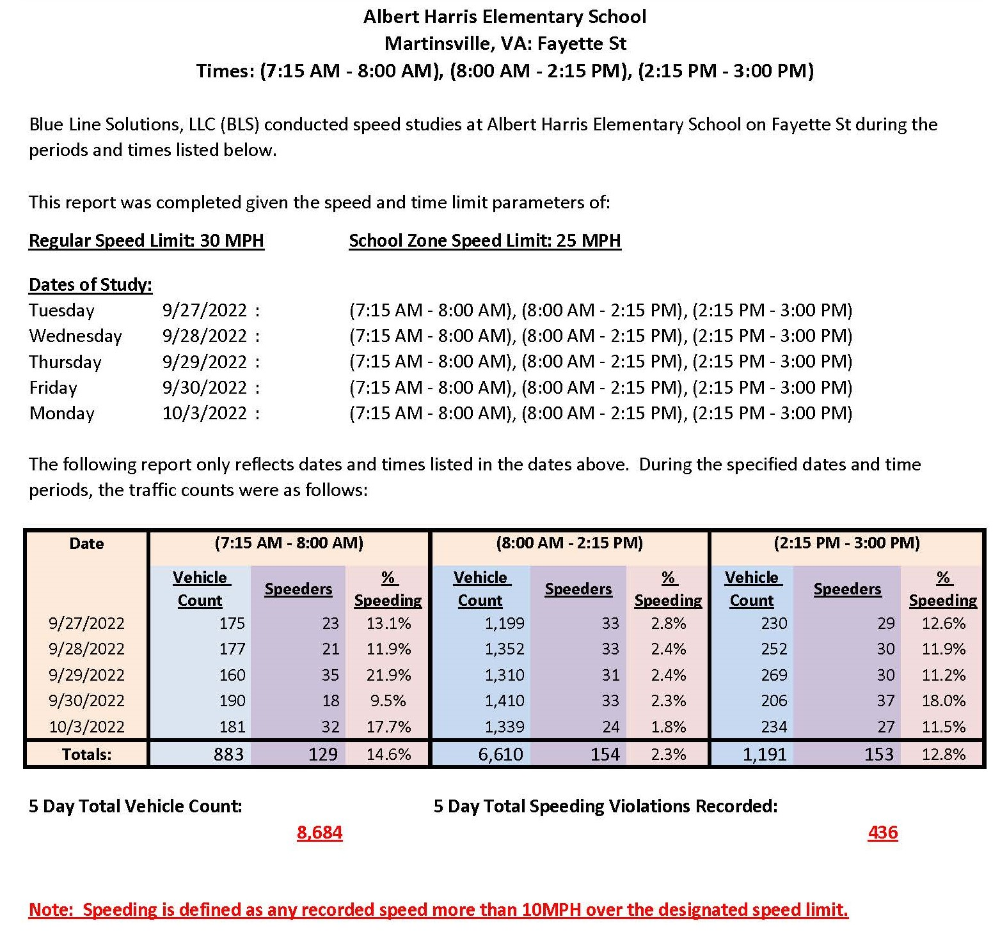 Albert Harris Elementary School
Martinsville, VA: Fayette St
Times: (7:15 AM - 8:00 AM), (8:00 AM - 2:15 PM), (2:15 PM - 3:00 PM)
Blue Line Solutions, LLC (BLS) conducted speed studies at Albert Harris Elementary School on Fayette St during the
periods and times listed below.
This report was completed given the speed and time limit parameters of:
Regular Speed Limit: 30 MPH School Zone Speed Limit: 25 MPH
Dates of Study:
Tuesday 9/27/2022 : (7:15 AM - 8:00 AM), (8:00 AM - 2:15 PM), (2:15 PM - 3:00 PM)
Wednesday 9/28/2022 : (7:15 AM - 8:00 AM), (8:00 AM - 2:15 PM), (2:15 PM - 3:00 PM)
Thursday 9/29/2022 : (7:15 AM - 8:00 AM), (8:00 AM - 2:15 PM), (2:15 PM - 3:00 PM)
Friday 9/30/2022 : (7:15 AM - 8:00 AM), (8:00 AM - 2:15 PM), (2:15 PM - 3:00 PM)
Monday 10/3/2022 : (7:15 AM - 8:00 AM), (8:00 AM - 2:15 PM), (2:15 PM - 3:00 PM)
The following report only reflects dates and times listed in the dates above. During the specified dates and time
periods, the traffic counts were as follows:
Date (7:15 AM - 8:00 AM) (8:00 AM - 2:15 PM) (2:15 PM - 3:00 PM)
Vehicle Count Speeders % Speeding Vehicle Count Speeders % Speeding Vehicle Count Speeders % Speeding
9/27/2022 175 23 13.1% 1,199 33 2.8% 230 29 12.6%
9/28/2022 177 21 11.9% 1,352 33 2.4% 252 30 11.9%
9/29/2022 160 35 21.9% 1,310 31 2.4% 269 30 11.2%
9/30/2022 190 18 9.5% 1,410 33 2.3% 206 37 18.0%
10/3/2022 181 32 17.7% 1,339 24 1.8% 234 27 11.5%
Totals: 883 129 14.6% 6,610 154 2.3% 1,191 153 12.8%
5 Day Total Vehicle Count: 5 Day Total Speeding Violations Recorded:
8,684 436
Note: Speeding is defined as any recorded speed more than 10MPH over the designated speed limit.